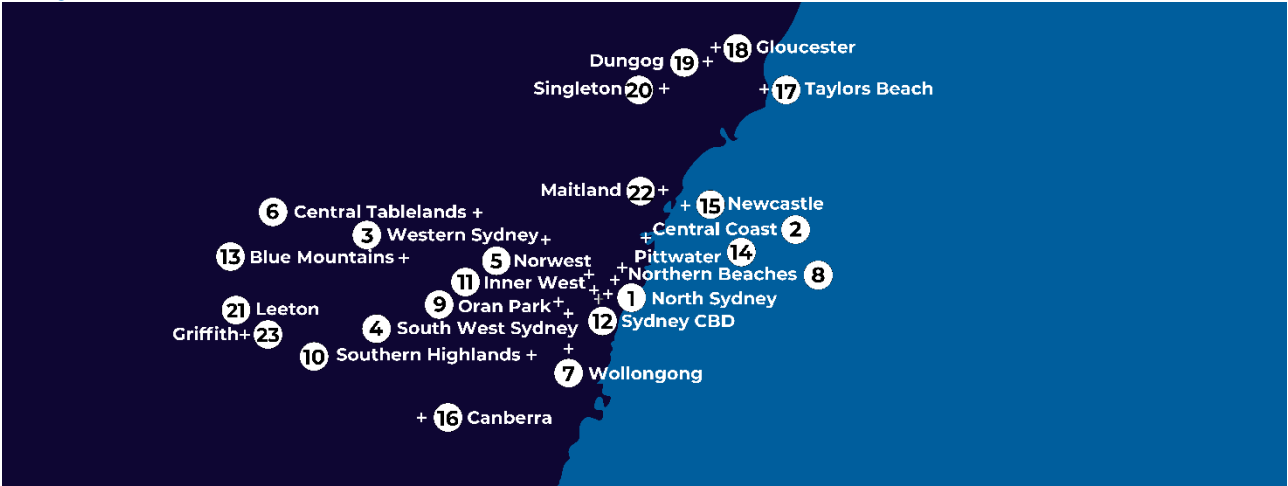 18 Gloucester
Dungog 19
Singleton 20
17 Taylors Beach
Maitland 22
15 Newcastle
6 Central Tablelands
Central Coast 2
3 Western Sydney
Pittwater 14
13 Blue Mountains
5 Norwest
Northern Beaches 8
11 Inner West
1 North Sydney
9 Oran Park
21 Leeton
12 Sydney CBD
4 South West Sydney
Griffith 23
10 Southern Highlands
7 Wollongong
16 Canberra